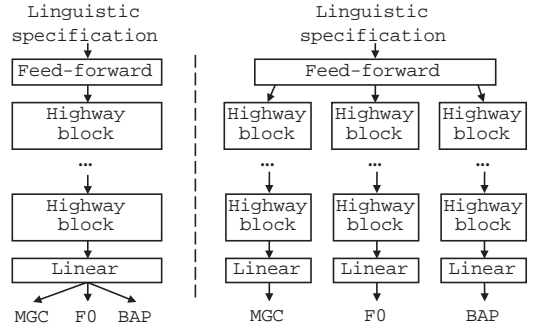 Linguistic
specification
Feed-forward
Highway
block
...
Highway
block
Linear
MGC F0 BAP
Linguistic
specification
Feed-forward
Highway Highway Highway
block block block
... ... ...
Highway Highway Highway
block block block
Linear Linear Linear
MGC F0 BAP